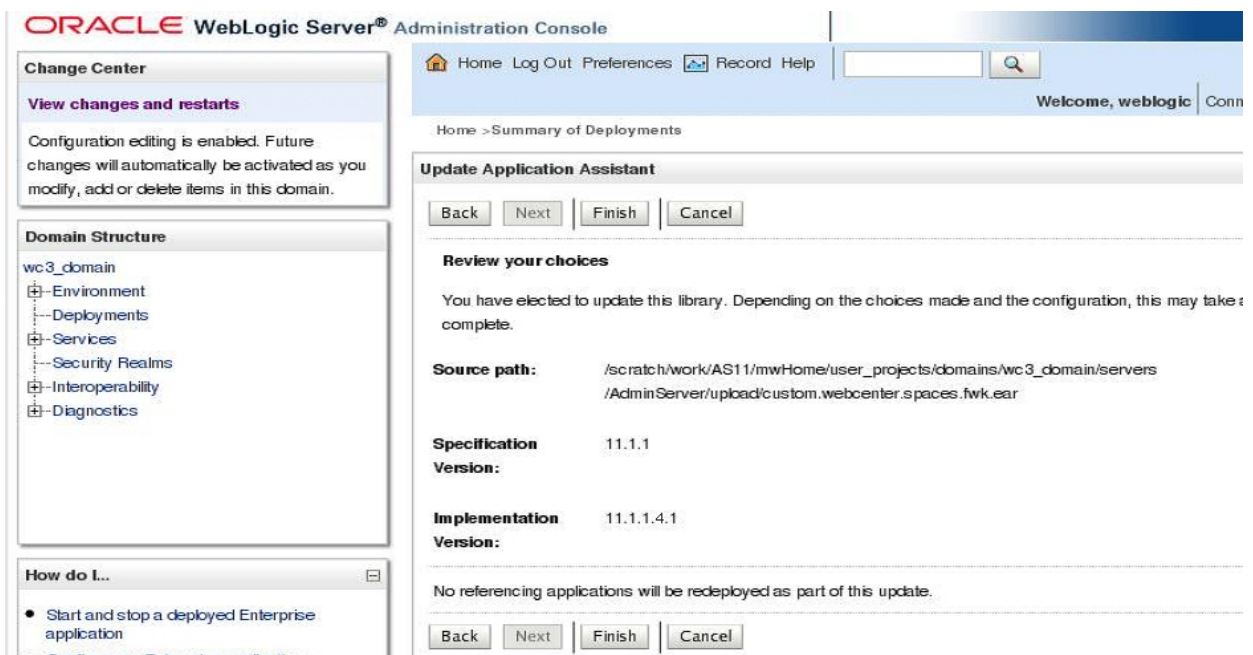 ORACLE WebLogic Server® Administration Console
Change Center
View changes and restarts
Configuration editing is enabled. Future
changes will automatically be activated as you
modify, add or delete items in this domain.
Domain Structure
wc3_domain
Environment
Deployments
Services
Security Realms
Interoperability
Diagnostics
How do I...
Start and stop a deployed Enterprise
application
Home Log Out Preferences Record Help
Welcome, weblogic
Home >Summary of Deployments
Update Application Assistant
Back Next Finish Cancel
Review your choices
You have elected to update this library. Depending on the choices made and the configuration, this may take
complete.
Source path: /scratch/work/AS11/mwHome/user_projects/domains/wc3_domain/servers
/AdminServer/upload/custom.webcenter.spaces.fwk.ear
Specification 11.1.1
Version:
Implementation 11.1.1.4.1
Version:
No referencing applications will be redeployed as part of this update.
Back Next Finish Cancel